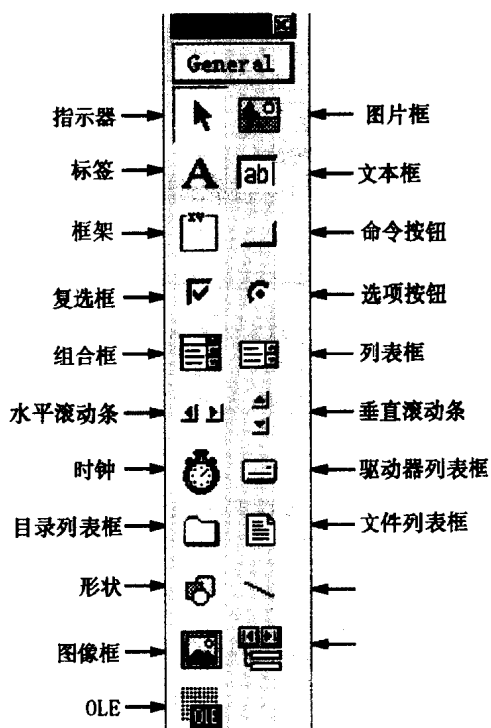 General
指示器 图片框
标签 文本框
框架 命令按钮
xv
复选框 选项按钮
组合框 列表框
水平滚动条 垂直滚动条
时钟 驱动器列表框
目录列表框 文件列表框
形状
图像框
OLE
A ab
OLE